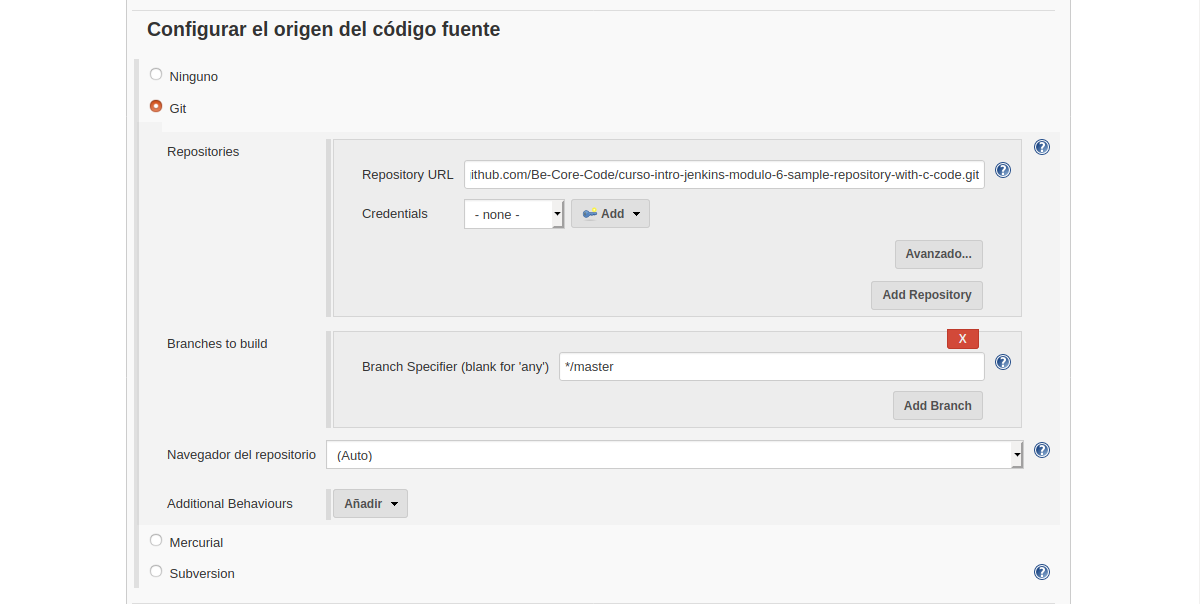 Configurar el origen del código fuente
Ninguno
Git
Repositories
Repository URL ithub.com/Be-Core-Code/curso-intro-jenkins-modulo-6-sample-repository-with-c-code.git
Credentials - none - Add
Avanzado...
Add Repository
Branches to build
X
Branch Specifier (blank for 'any') */master
Add Branch
Navegador del repositorio (Auto)
Additional Behaviours Añadir
Mercurial
Subversion